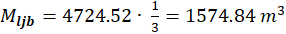 M_ljb = 4724.52 · 1/3 = 1574.84 m³